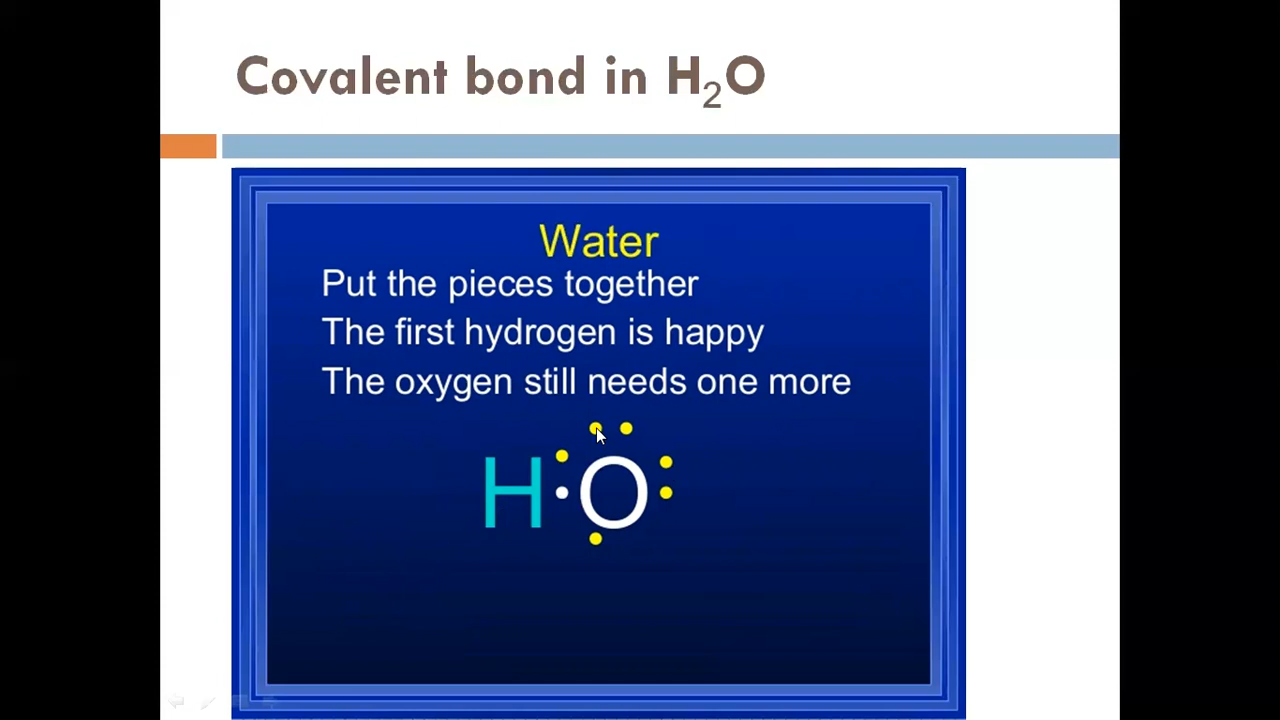 Covalent bond in H₂O
Water
Put the pieces together
The first hydrogen is happy
The oxygen still needs one more
H O